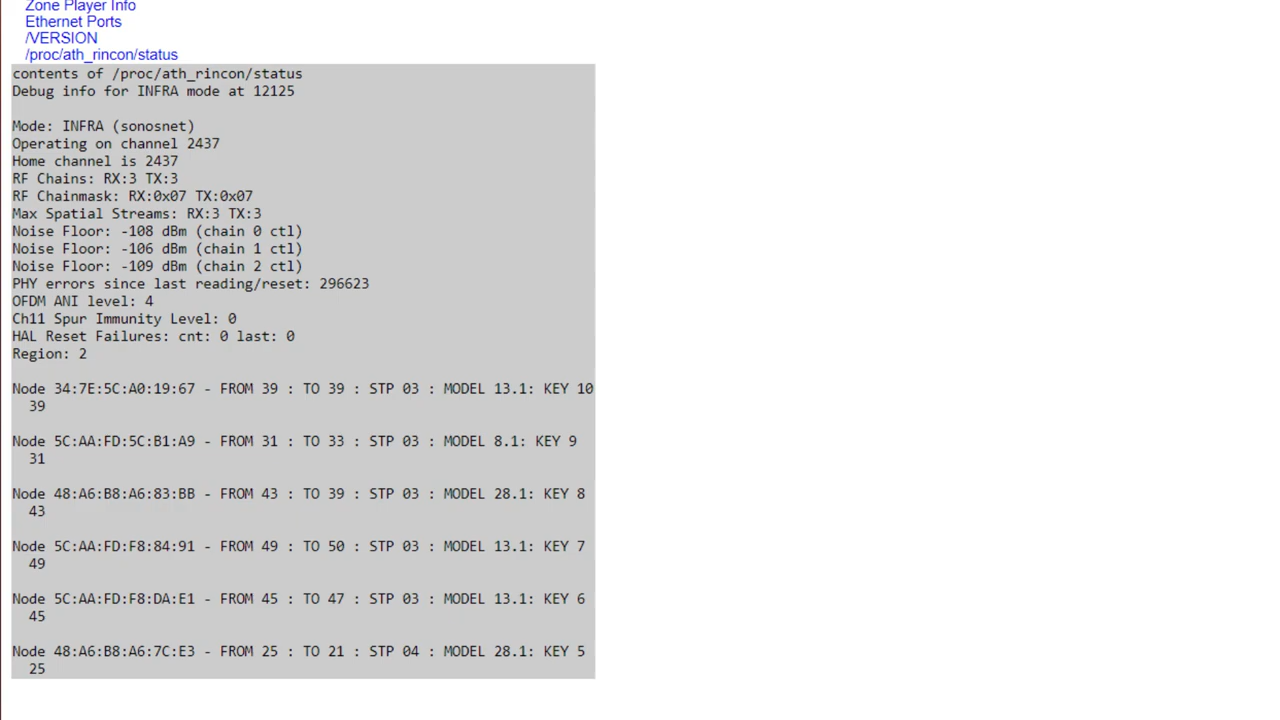 Zone Player Info
Ethernet Ports
/VERSION
/proc/ath_rincon/status
contents of /proc/ath_rincon/status
Debug info for INFRA mode at 12125
Mode: INFRA (sonosnet)
Operating on channel 2437
Home channel is 2437
RF Chains: RX:3 TX:3
RF Chainmask: RX:0x07 TX:0x07
Max Spatial Streams: RX:3 TX:3
Noise Floor: -108 dBm (chain 0 ctl)
Noise Floor: -106 dBm (chain 1 ctl)
Noise Floor: -109 dBm (chain 2 ctl)
PHY errors since last reading/reset: 296623
OFDM ANI level: 4
Ch11 Spur Immunity Level: 0
HAL Reset Failures: cnt: 0 last: 0
Region: 2
Node 34:7E:5C:A0:19:67 - FROM 39 : TO 39 : STP 03 : MODEL 13.1: KEY 10
39
Node 5C:AA:FD:5C:B1:A9 - FROM 31 : TO 33 : STP 03 : MODEL 8.1: KEY 9
31
Node 48:A6:B8:A6:83:BB - FROM 43 : TO 39 : STP 03 : MODEL 28.1: KEY 8
43
Node 5C:AA:FD:F8:84:91 - FROM 49 : TO 50 : STP 03 : MODEL 13.1: KEY 7
49
Node 5C:AA:FD:F8:DA:E1 - FROM 45 : TO 47 : STP 03 : MODEL 13.1: KEY 6
45
Node 48:A6:B8:A6:7C:E3 - FROM 25 : TO 21 : STP 04 : MODEL 28.1: KEY 5
25